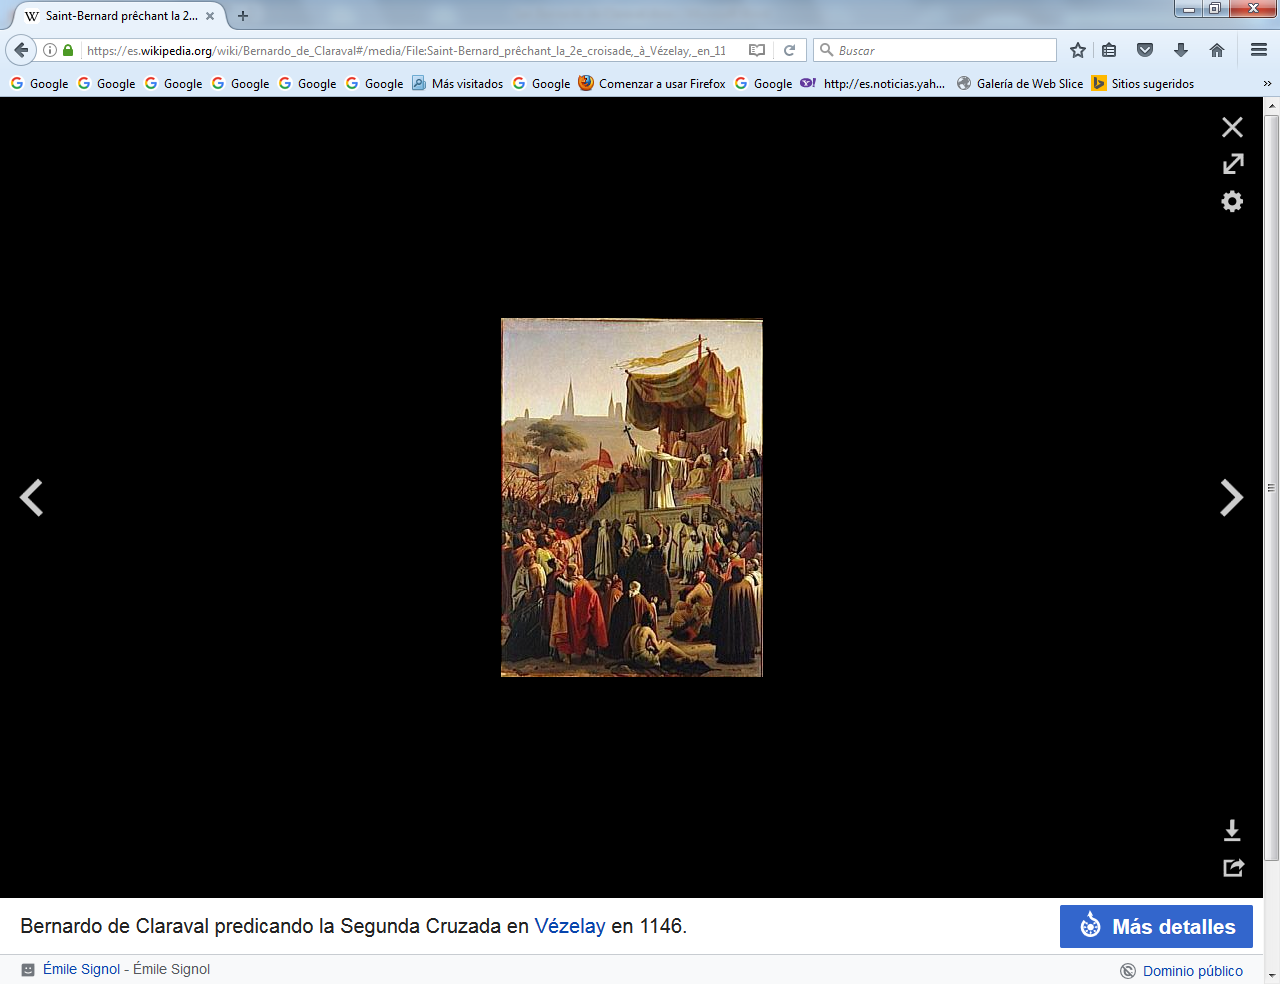 Saint-Bernard prêchant la 2...
https://es.wikipedia.org/wiki/Bernardo_de_Claraval#/media/File:Saint-Bernard_prêchant_la_2e_croisade,_à_Vézelay,_en_11
Buscar
Google Google Google Google Google Google Más visitados Google Comenzar a usar Firefox Google http://es.noticias.yah... Galería de Web Slice Sitios sugeridos
Bernardo de Claraval predicando la Segunda Cruzada en Vézelay en 1146.
Más detalles
Émile Signol - Émile Signol
Dominio público